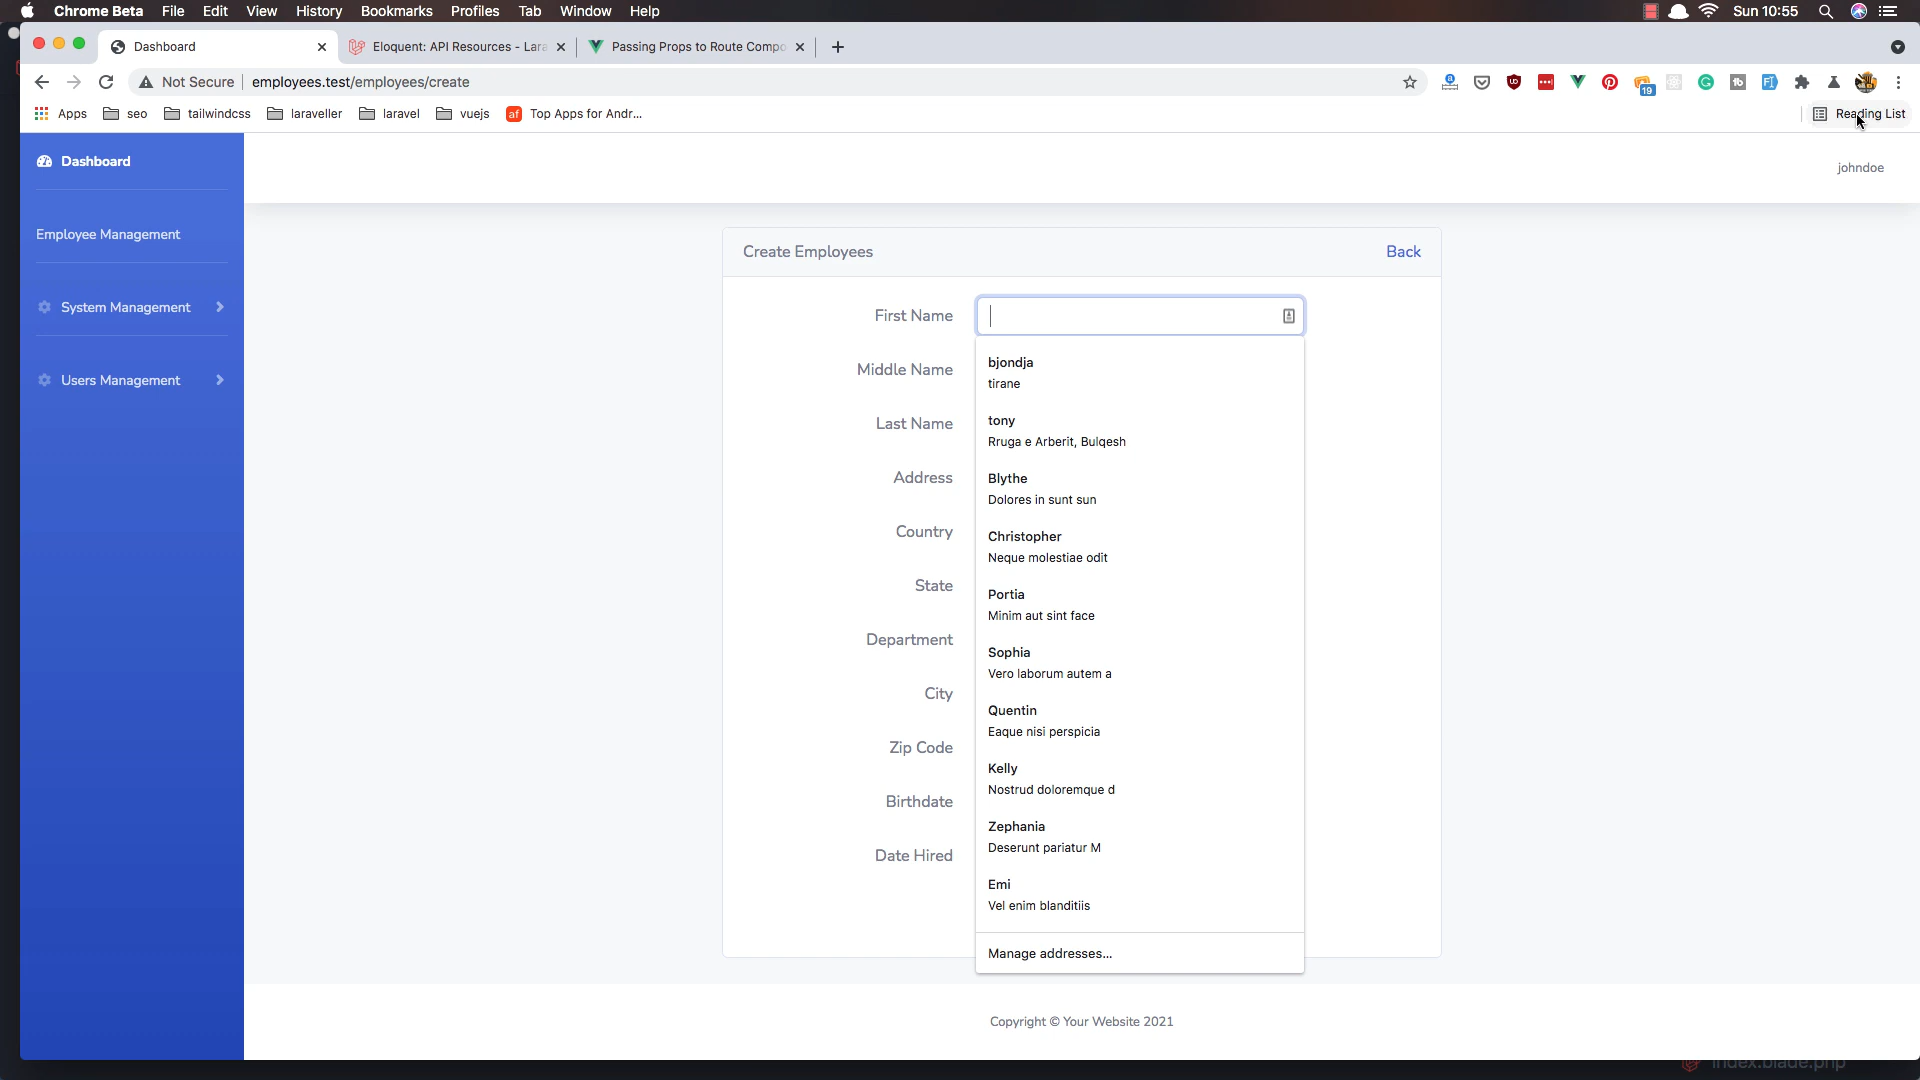 Chrome Beta File Edit View History Bookmarks Profiles Tab Window Help Sun 10:55
Dashboard Eloquent: API Resources - Lara Passing Props to Route Compo
Not Secure employees.test/employees/create 19
Apps seo tailwindcss laraveller laravel vuejs af Top Apps for Andr... Reading List
Dashboard
johndoe
Employee Management
System Management
Users Management
Create Employees Back
First Name
Middle Name
Last Name
Address
Country
State
Department
City
Zip Code
Birthdate
Date Hired
bjondja
tirane
tony
Rruga e Arberit, Bulqesh
Blythe
Dolores in sunt sun
Christopher
Neque molestiae odit
Portia
Minim aut sint face
Sophia
Vero laborum autem a
Quentin
Eaque nisi perspicia
Kelly
Nostrud doloremque d
Zephania
Deserunt pariatur M
Emi
Vel enim blanditiis
Manage addresses...
Copyright © Your Website 2021
index.blade.php